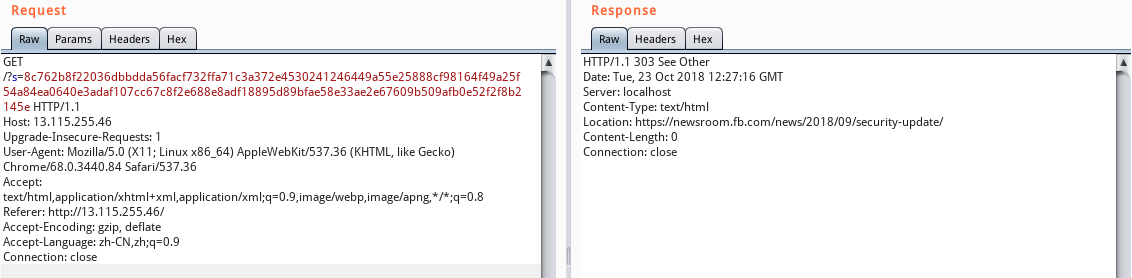 Request
Raw Params Headers Hex
GET
/?s=8c762b8f22036dbbdda56facf732ffa71c3a372e4530241246449a55e25888cf98164f49a25f
54a84ea0640e3adaf107cc67c8f2e688e8adf18895d89bfae58e33ae2e67609b509afb0e52f2f8b2
145e HTTP/1.1
Host: 13.115.255.46
Upgrade-Insecure-Requests: 1
User-Agent: Mozilla/5.0 (X11; Linux x86_64) AppleWebKit/537.36 (KHTML, like Gecko)
Chrome/68.0.3440.84 Safari/537.36
Accept:
text/html,application/xhtml+xml,application/xml;q=0.9,image/webp,image/apng,*/*;q=0.8
Referer: http://13.115.255.46/
Accept-Encoding: gzip, deflate
Accept-Language: zh-CN,zh;q=0.9
Connection: close
Response
Raw Headers Hex
HTTP/1.1 303 See Other
Date: Tue, 23 Oct 2018 12:27:16 GMT
Server: localhost
Content-Type: text/html
Location: https://newsroom.fb.com/news/2018/09/security-update/
Content-Length: 0
Connection: close